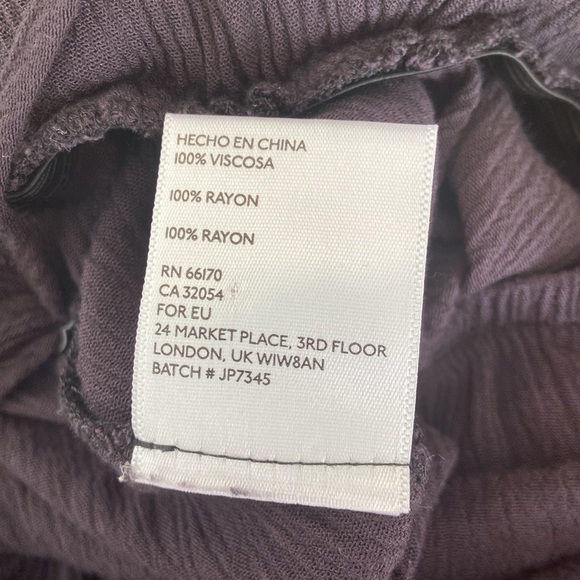 HECHO EN CHINA
100% VISCOSA
100% RAYON
100% RAYON
RN 66170
CA 32054
FOR EU
24 MARKET PLACE, 3RD FLOOR
LONDON, UK WIW8AN
BATCH # JP7345